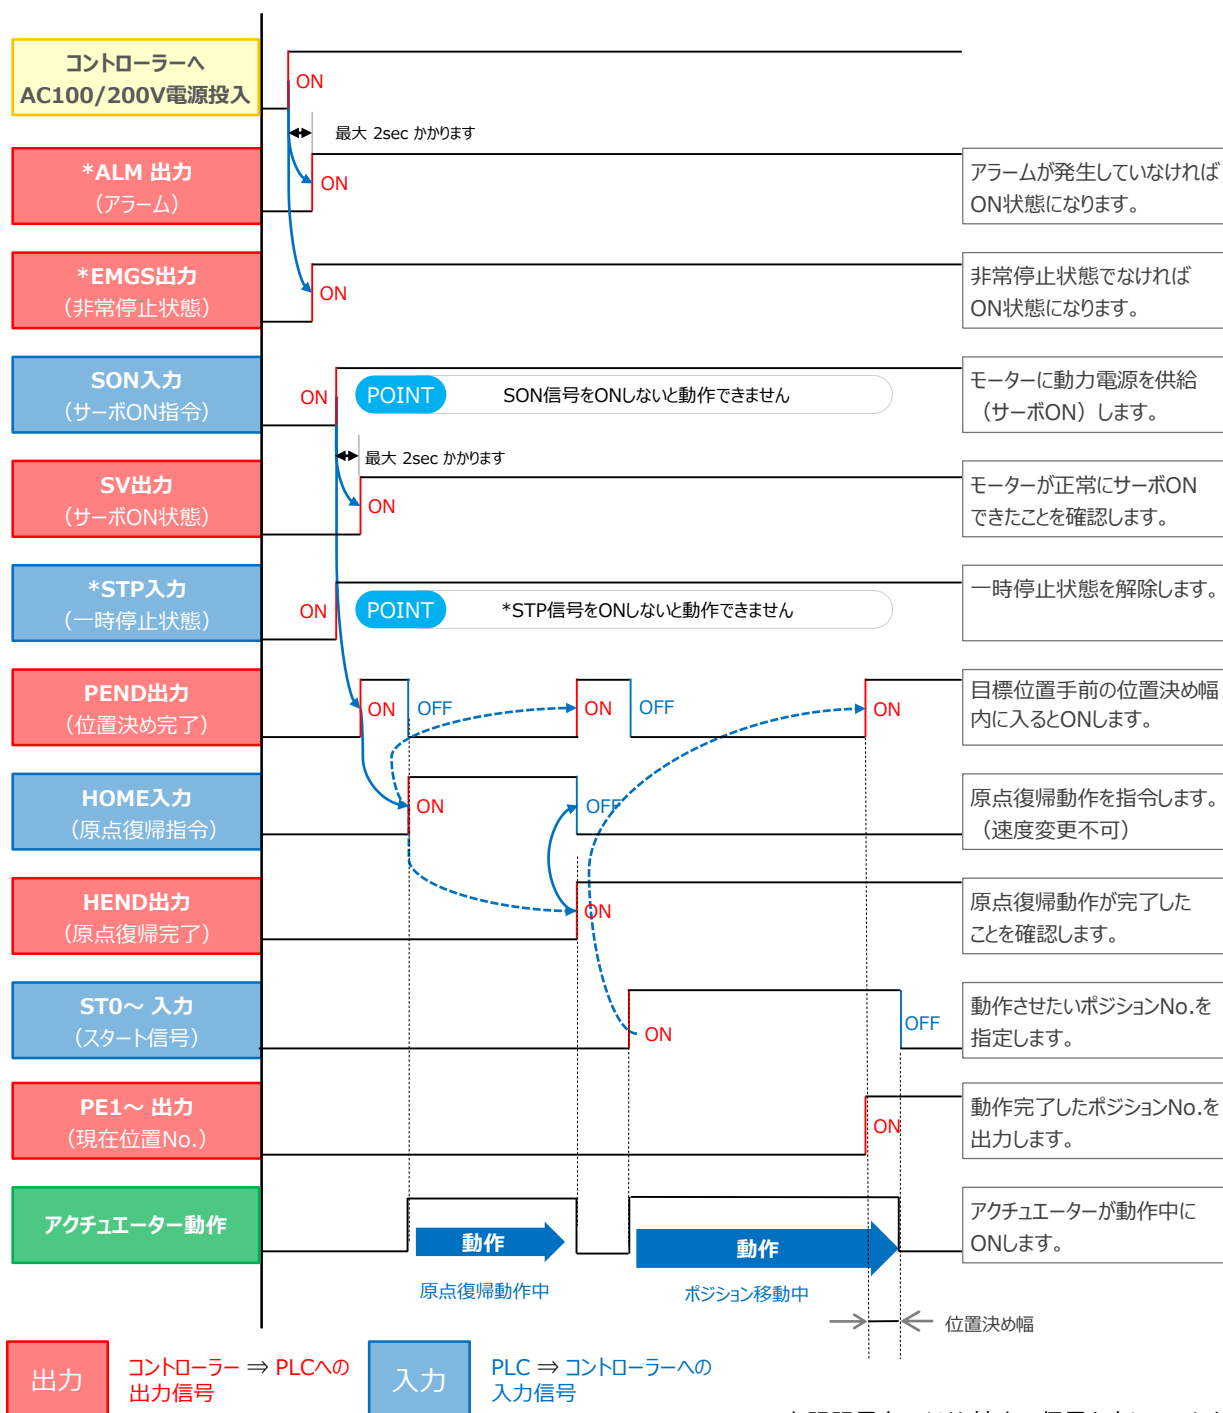 コントローラーへ
AC100/200V電源投入
ON
最大 2sec かかります
*ALM 出力
（アラーム）
ON
アラームが発生していなければ
ON状態になります。
*EMGS出力
（非常停止状態）
ON
非常停止状態でなければ
ON状態になります。
SON入力
（サーボON指令）
ON
POINT
SON信号をONしないと動作できません
モーターに動力電源を供給
（サーボON）します。
最大 2sec かかります
SV出力
（サーボON状態）
ON
モーターが正常にサーボON
できたことを確認します。
*STP入力
（一時停止状態）
ON
POINT
*STP信号をONしないと動作できません
一時停止状態を解除します。
PEND出力
（位置決め完了）
ON
OFF
ON
OFF
ON
目標位置手前の位置決め幅
内に入るとONします。
HOME入力
（原点復帰指令）
ON
OFF
原点復帰動作を指令します。
（速度変更不可）
HEND出力
（原点復帰完了）
ON
原点復帰動作が完了した
ことを確認します。
ST0～ 入力
（スタート信号）
ON
OFF
動作させたいポジションNo.を
指定します。
PE1～ 出力
（現在位置No.）
ON
動作完了したポジションNo.を
出力します。
アクチュエーター動作
動作
動作
アクチュエーターが動作中に
ONします。
原点復帰動作中
ポジション移動中
位置決め幅
出力
コントローラー ⇒ PLCへの
出力信号
入力
PLC ⇒ コントローラーへの
入力信号